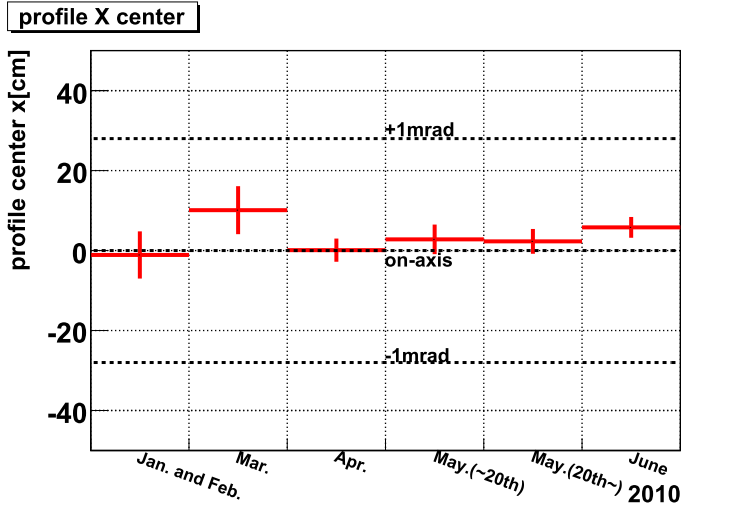 profile X center
profile center x[cm]
40
20
0
-20
-40
+1mrad
on-axis
-1mrad
Jan. and Feb.
Mar.
Apr.
May.(~20th)
May.(20th~)
June
2010